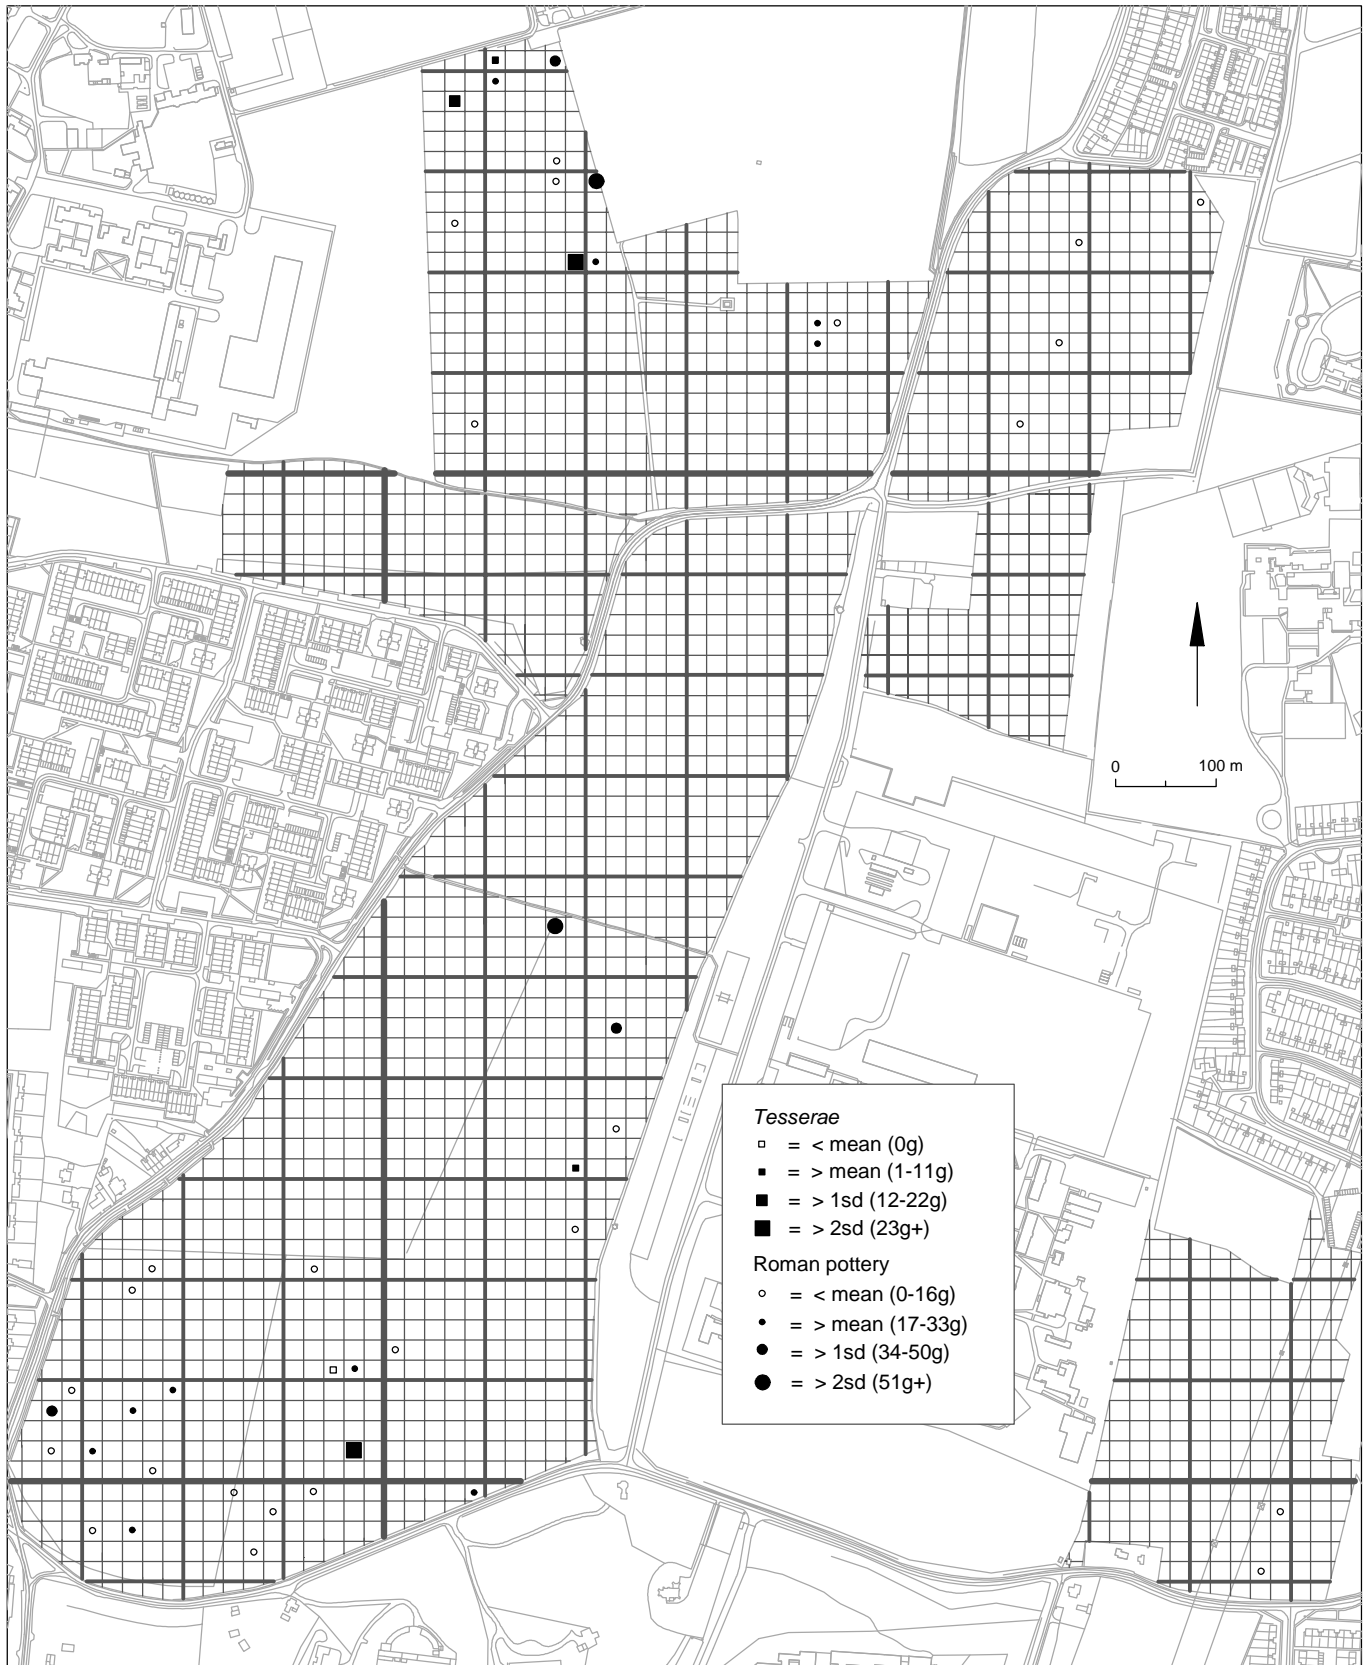 0 100 m
Tesserae
= < mean (0g)
= > mean (1-11g)
= > 1sd (12-22g)
= > 2sd (23g+)
Roman pottery
= < mean (0-16g)
= > mean (17-33g)
= > 1sd (34-50g)
= > 2sd (51g+)